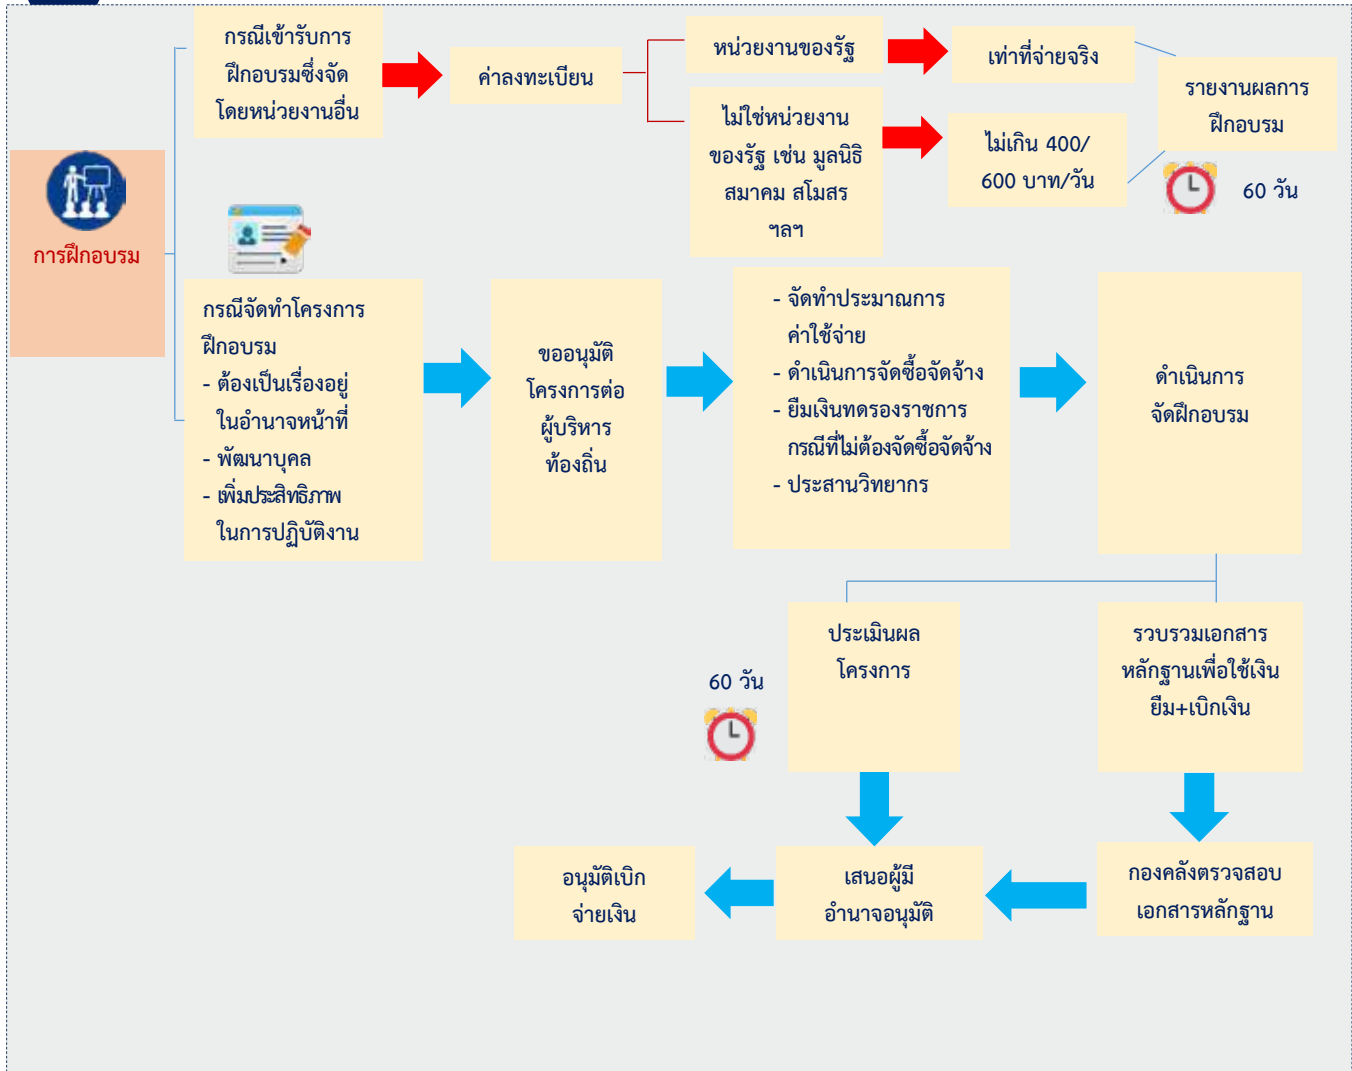 การฝึกอบรม
กรณีเข้ารับการ
ฝึกอบรมซึ่งจัด
โดยหน่วยงานอื่น
ค่าลงทะเบียน
หน่วยงานของรัฐ
เท่าที่จ่ายจริง
ไม่ใช่หน่วยงาน
ของรัฐ เช่น มูลนิธิ
สมาคม สโมสร
ฯลฯ
ไม่เกิน 400/
600 บาท/วัน
รายงานผลการ
ฝึกอบรม
60 วัน
กรณีจัดทำโครงการ
ฝึกอบรม
- ต้องเป็นเรื่องอยู่
ในอำนาจหน้าที่
- พัฒนาบุคล
- เพิ่มประสิทธิภาพ
ในการปฏิบัติงาน
ขออนุมัติ
โครงการต่อ
ผู้บริหาร
ท้องถิ่น
- จัดทำประมาณการ
ค่าใช้จ่าย
- ดำเนินการจัดซื้อจัดจ้าง
- ยืมเงินทดรองราชการ
กรณีที่ไม่ต้องจัดซื้อจัดจ้าง
- ประสานวิทยากร
ดำเนินการ
จัดฝึกอบรม
ประเมินผล
โครงการ
60 วัน
รวบรวมเอกสาร
หลักฐานเพื่อใช้เงิน
ยืม+เบิกเงิน
กองคลังตรวจสอบ
เอกสารหลักฐาน
เสนอผู้มี
อำนาจอนุมัติ
อนุมัติเบิก
จ่ายเงิน